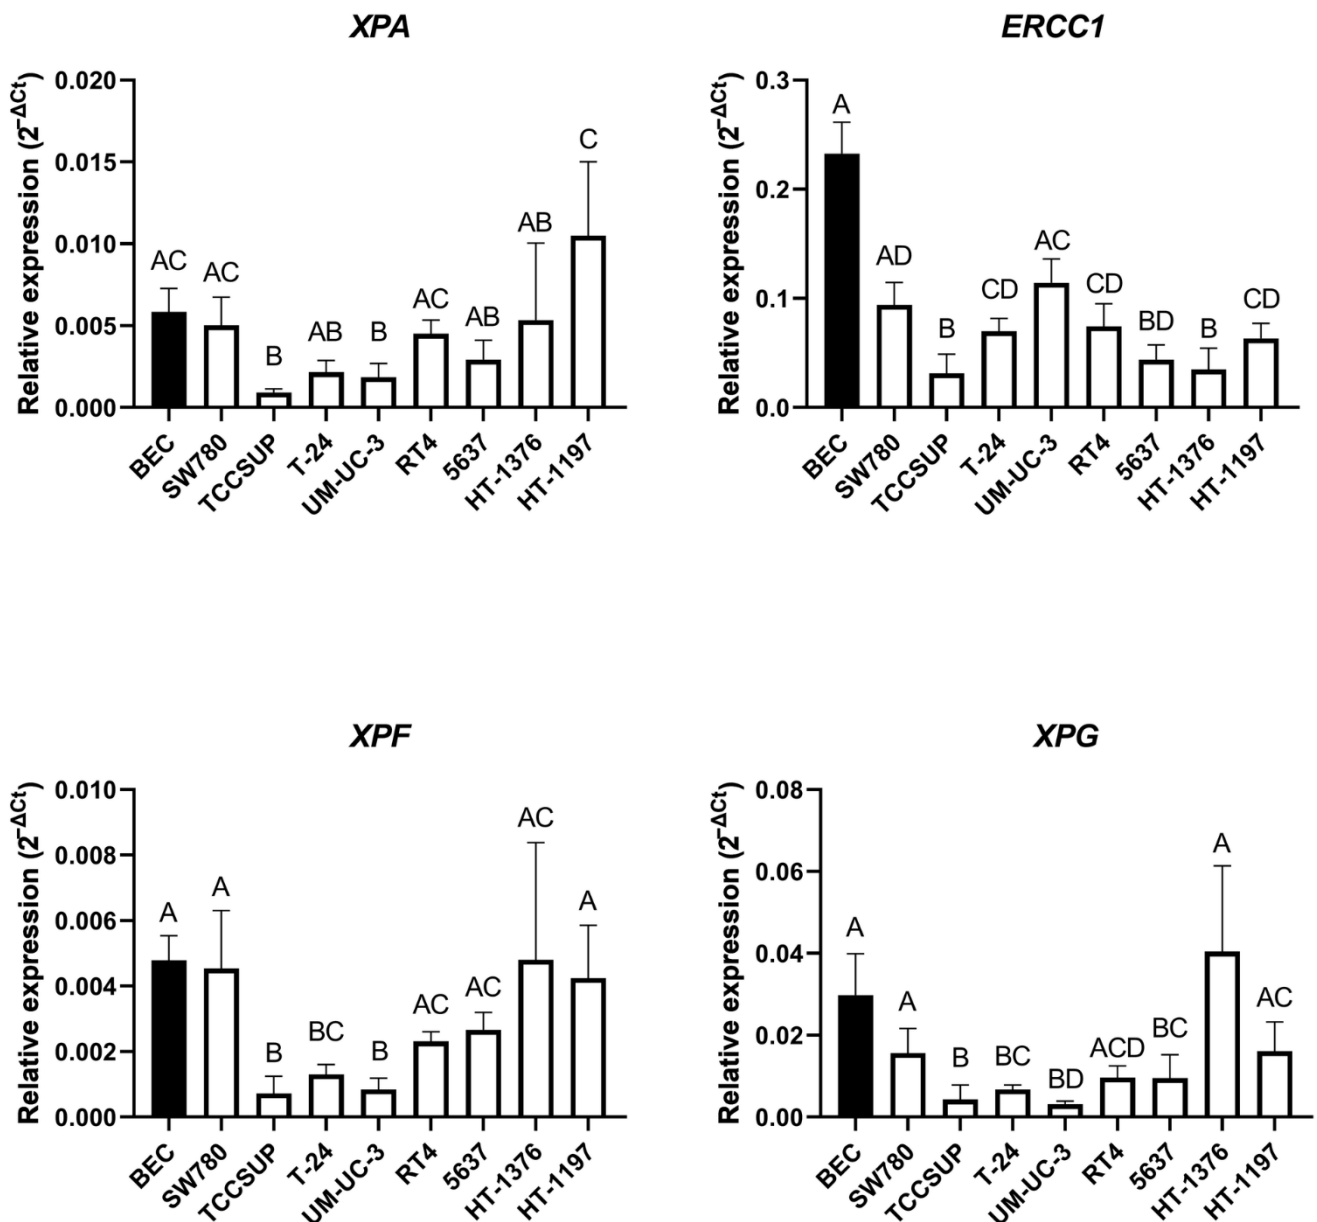 XPA
Relative expression (2^−ΔCt)
0.020
0.015
0.010
0.005
0.000
AC
AC
B
AB
B
AC
AB
AB
C
BEC
SW780
TCCSUP
T-24
UM-UC-3
RT4
5637
HT-1376
HT-1197
ERCC1
Relative expression (2^−ΔCt)
0.3
0.2
0.1
0.0
A
AD
B
CD
AC
CD
BD
B
CD
BEC
SW780
TCCSUP
T-24
UM-UC-3
RT4
5637
HT-1376
HT-1197
XPF
Relative expression (2^−ΔCt)
0.010
0.008
0.006
0.004
0.002
0.000
A
A
B
BC
B
AC
AC
AC
A
BEC
SW780
TCCSUP
T-24
UM-UC-3
RT4
5637
HT-1376
HT-1197
XPG
Relative expression (2^−ΔCt)
0.08
0.06
0.04
0.02
0.00
A
A
B
BC
BD
ACD
BC
A
AC
BEC
SW780
TCCSUP
T-24
UM-UC-3
RT4
5637
HT-1376
HT-1197